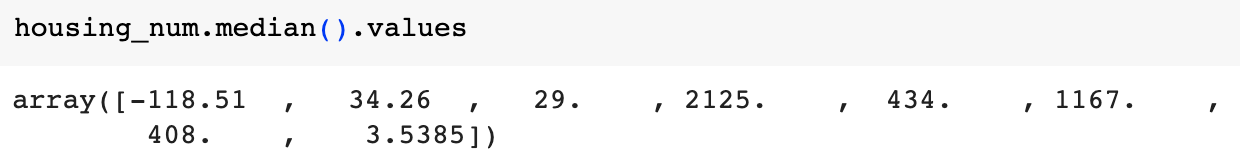 housing_num.median().values
array([-118.51  ,   34.26  ,   29.    , 2125.    ,  434.    , 1167.    ,
        408.    ,    3.5385])